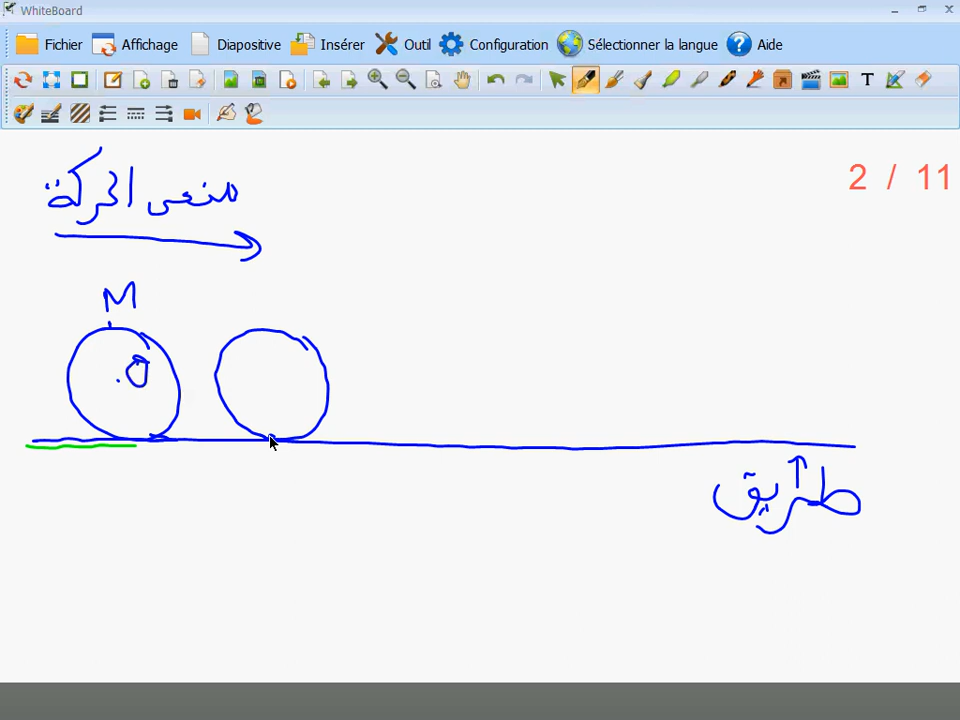 WhiteBoard
Fichier Affichage Diapositive Insérer Outil Configuration Sélectionner la langue Aide
T
2 / 11
منحى الحركة
M
O
طريق